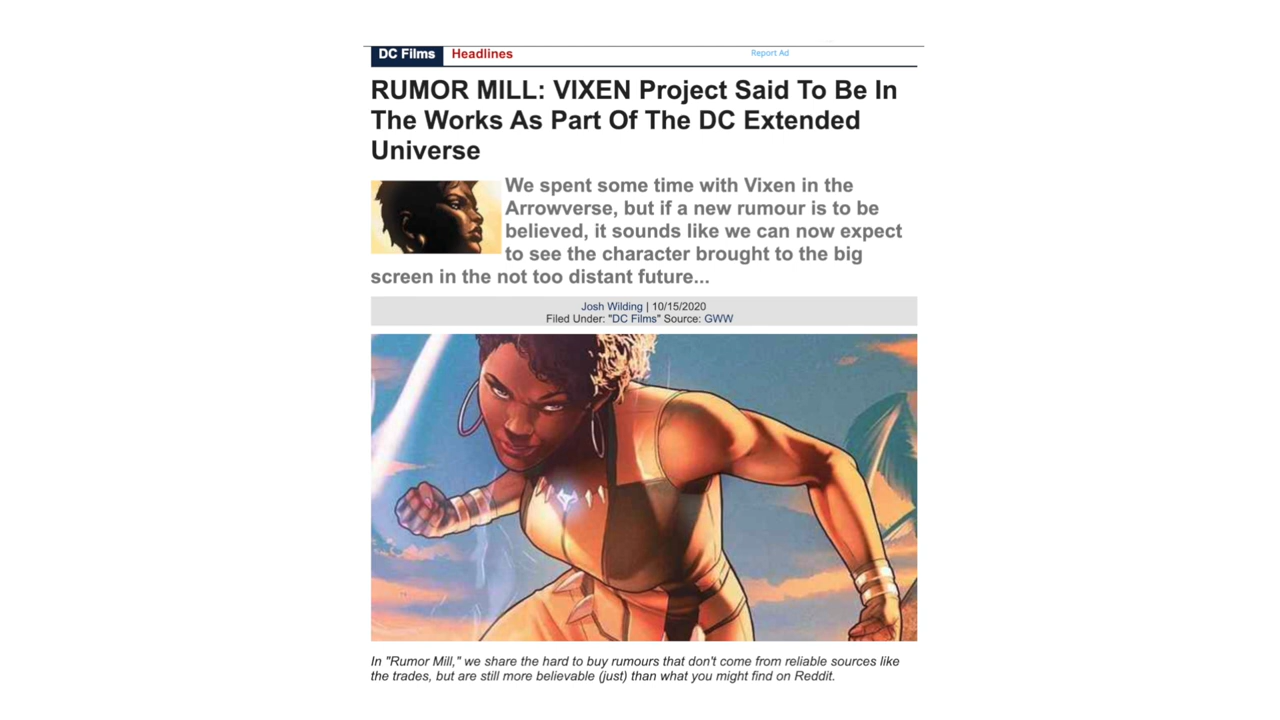 DC Films Headlines Report Ad
RUMOR MILL: VIXEN Project Said To Be In
The Works As Part Of The DC Extended
Universe
We spent some time with Vixen in the
Arrowverse, but if a new rumour is to be
believed, it sounds like we can now expect
to see the character brought to the big
screen in the not too distant future...
Josh Wilding | 10/15/2020
Filed Under: "DC Films" Source: GWW
In "Rumor Mill," we share the hard to buy rumours that don't come from reliable sources like
the trades, but are still more believable (just) than what you might find on Reddit.